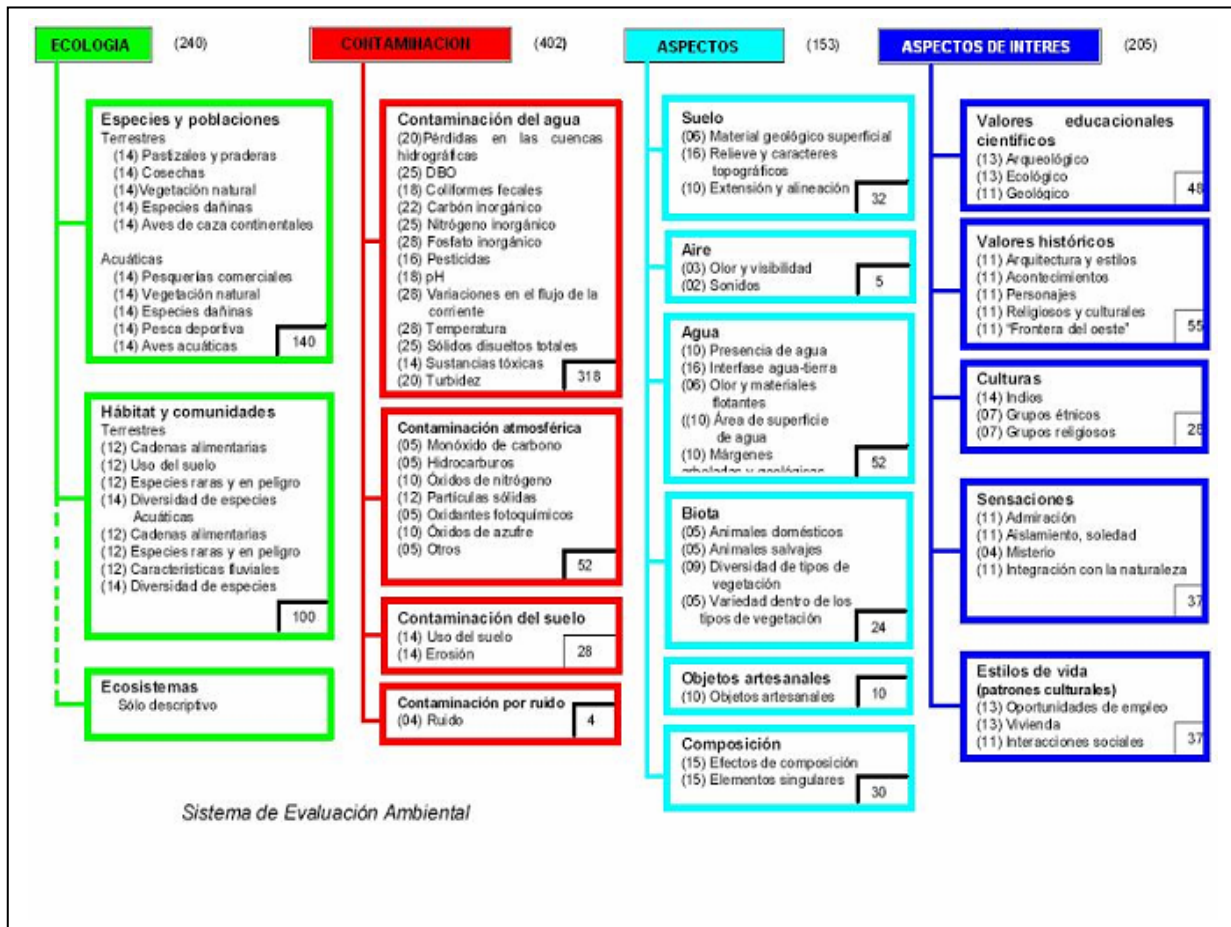 ECOLOGIA (240)
Especies y poblaciones
Terrestres
(14) Pastizales y praderas
(14) Cosechas
(14)Vegetación natural
(14) Especies dañinas
(14) Aves de caza continentales
Acuáticas
(14) Pesquerías comerciales
(14) Vegetación natural
(14) Especies dañinas
(14) Pesca deportiva
(14) Aves acuáticas
140
Hábitat y comunidades
Terrestres
(12) Cadenas alimentarias
(12) Uso del suelo
(12) Especies raras y en peligro
(14) Diversidad de especies
Acuáticas
(12) Cadenas alimentarias
(12) Especies raras y en peligro
(12) Características fluviales
(14) Diversidad de especies
100
Ecosistemas
Sólo descriptivo
CONTAMINACION (402)
Contaminación del agua
(20)Pérdidas en las cuencas
hidrográficas
(25) DBO
(18) Coliformes fecales
(22) Carbón inorgánico
(25) Nitrógeno inorgánico
(28) Fosfato inorgánico
(16) Pesticidas
(18) pH
(28) Variaciones en el flujo de la
corriente
(28) Temperatura
(25) Sólidos disueltos totales
(14) Sustancias tóxicas
(20) Turbidez
318
Contaminación atmosférica
(05) Monóxido de carbono
(05) Hidrocarburos
(10) Óxidos de nitrógeno
(12) Partículas sólidas
(05) Oxidantes fotoquímicos
(10) Óxidos de azufre
(05) Otros
52
Contaminación del suelo
(14) Uso del suelo
(14) Erosión
28
Contaminación por ruido
(04) Ruido
4
ASPECTOS (153)
Suelo
(06) Material geológico superficial
(16) Relieve y caracteres
topográficos
(10) Extensión y alineación
32
Aire
(03) Olor y visibilidad
(02) Sonidos
5
Agua
(10) Presencia de agua
(16) Interfase agua-tierra
(06) Olor y materiales
flotantes
((10) Área de superficie
de agua
(10) Márgenes
arboladas y geológicas
52
Biota
(05) Animales domésticos
(05) Animales salvajes
(09) Diversidad de tipos de
vegetación
(05) Variedad dentro de los
tipos de vegetación
24
Objetos artesanales
(10) Objetos artesanales
10
Composición
(15) Efectos de composición
(15) Elementos singulares
30
ASPECTOS DE INTERES (205)
Valores educacionales
científicos
(13) Arqueológico
(13) Ecológico
(11) Geológico
48
Valores históricos
(11) Arquitectura y estilos
(11) Acontecimientos
(11) Personajes
(11) Religiosos y culturales
(11) "Frontera del oeste"
55
Culturas
(14) Indios
(07) Grupos étnicos
(07) Grupos religiosos
28
Sensaciones
(11) Admiración
(11) Aislamiento, soledad
(04) Misterio
(11) Integración con la naturaleza
37
Estilos de vida
(patrones culturales)
(13) Oportunidades de empleo
(13) Vivienda
(11) Interacciones sociales
37
Sistema de Evaluación Ambiental